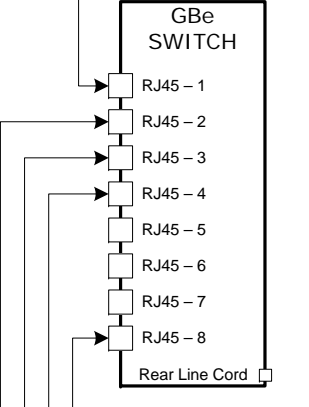 GBe
SWITCH
RJ45 – 1
RJ45 – 2
RJ45 – 3
RJ45 – 4
RJ45 – 5
RJ45 – 6
RJ45 – 7
RJ45 – 8
Rear Line Cord